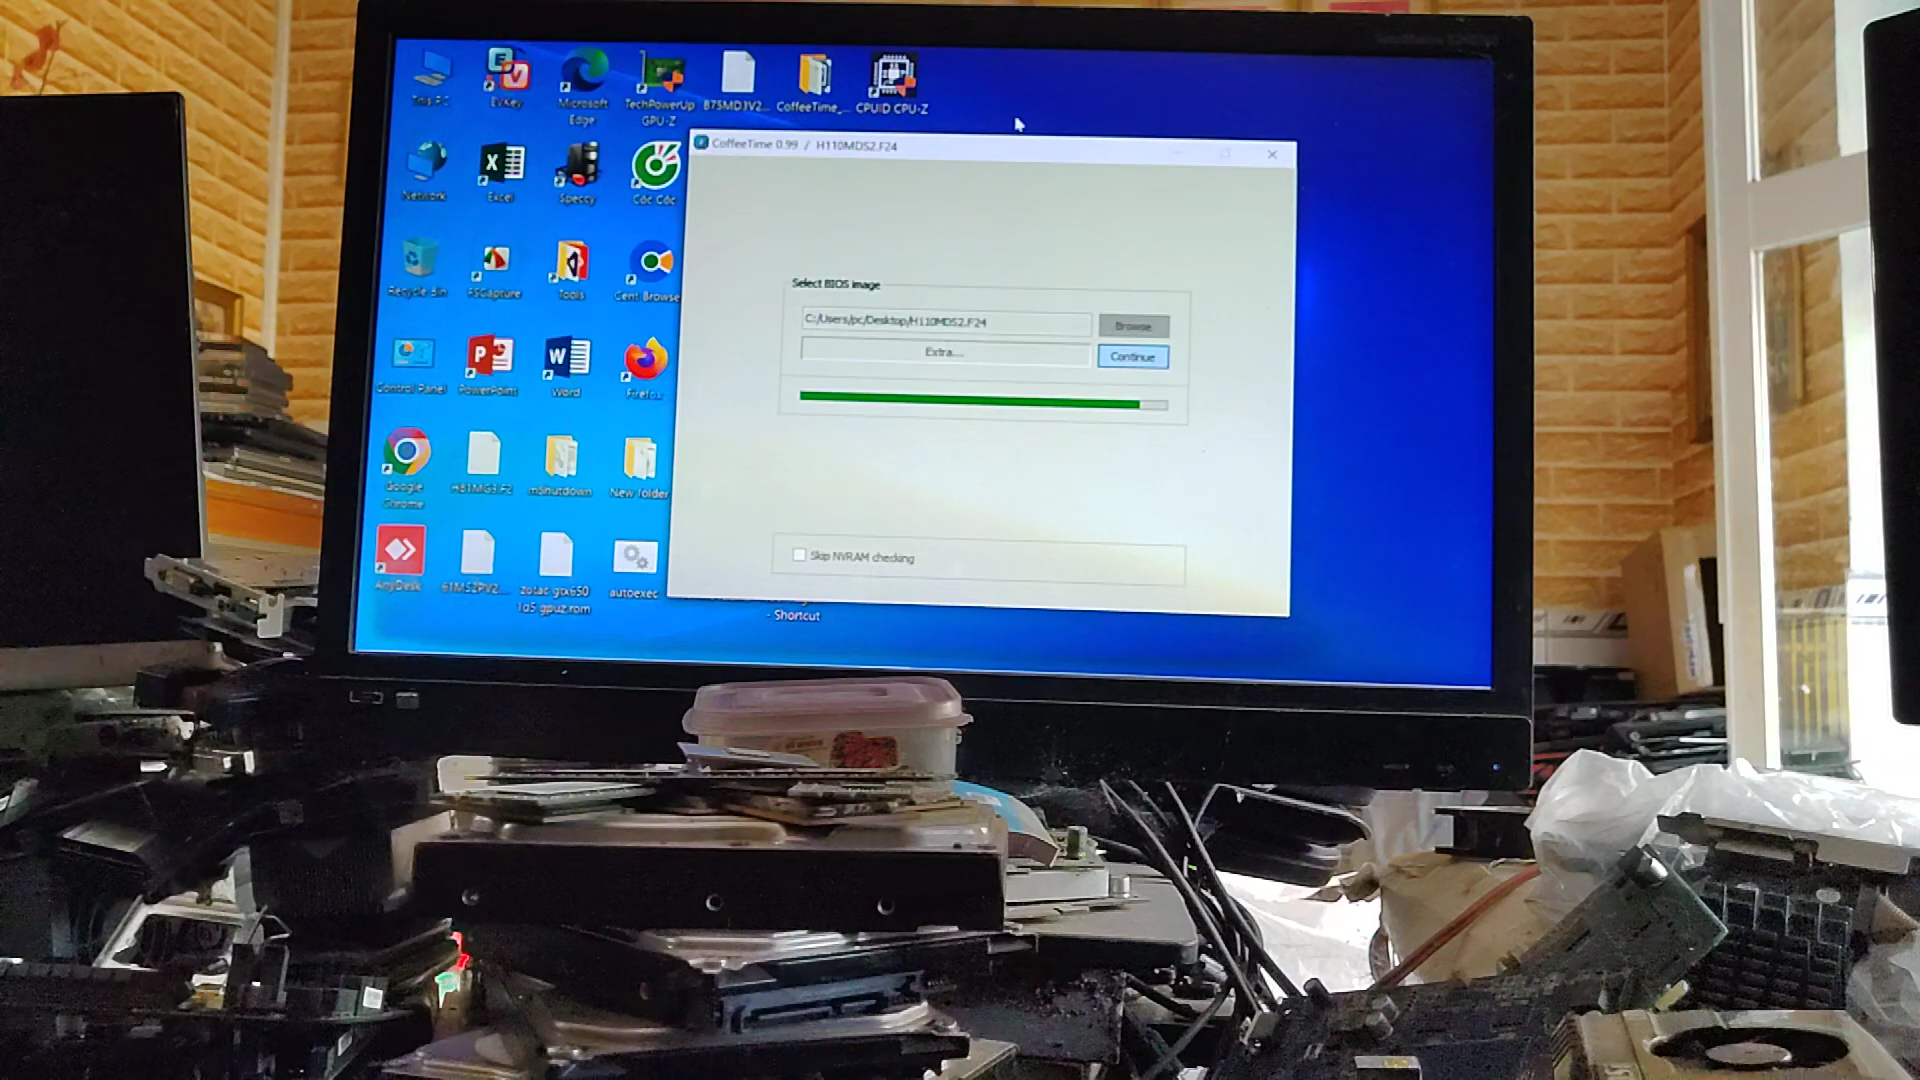 This PC
EVKey
Microsoft
Edge
TechPowerUp
GPU-Z
B75MD3V2...
CoffeeTime_...
CPUID CPU-Z
CoffeeTime 0.99 / H110MDS2.F24
Network
Excel
Speccy
Cốc Cốc
Recycle Bin
FSCapture
Tools
Cent Browse
Select BIOS image
C:/Users/pc/Desktop/H110MDS2.F24
Browse
Extra...
Continue
Control Panel
PowerPoint
Word
Firefox
Google
Chrome
H81MG3.F2
mShutdown
New folder
Skip NVRAM checking
AnyDesk
61MS2PV2...
zotac-gtx650
1d5 gpuz.rom
autoexec
- Shortcut